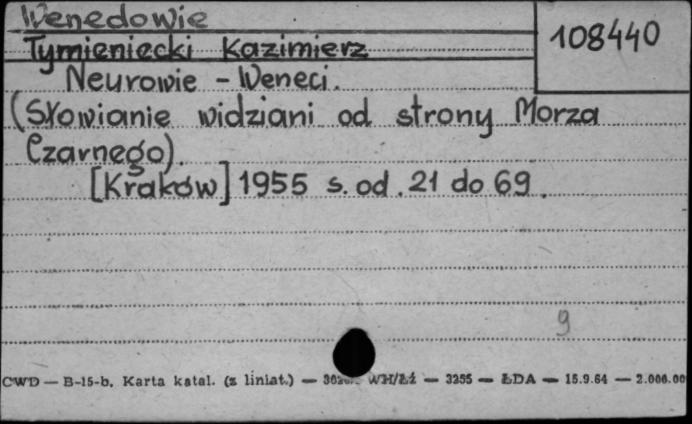 Wenedowie
108440
Tymieniecki Kazimierz
Neurowie - Weneci.
(Słowianie widziani od strony Morza
Czarnego).
[Kraków] 1955 s. od. 21 do 69.
9
CWD — B-15-b. Karta katal. (z liniat.) — WH/Łź — 3255 — ŁDA — 15.9.64 — 2.000.00